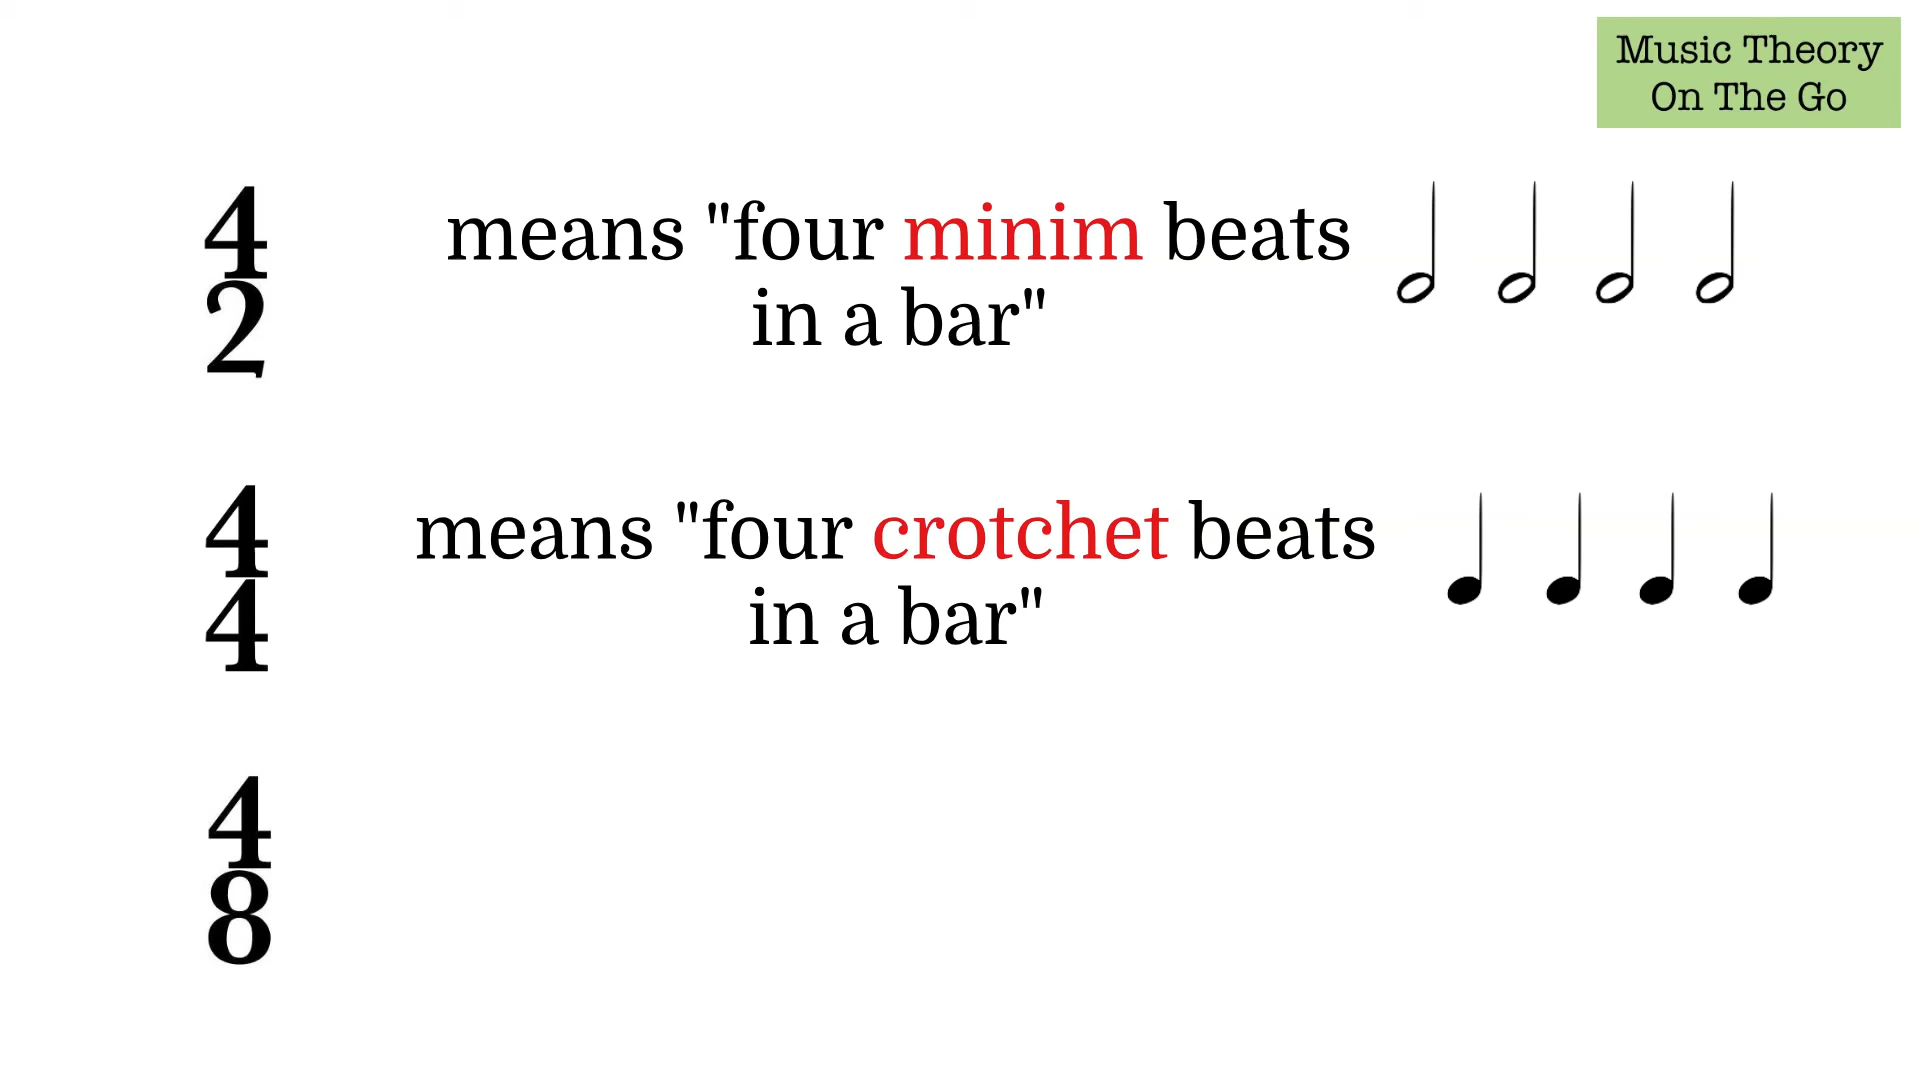 Music Theory
On The Go
4
2
means "four minim beats
in a bar"
4
4
means "four crotchet beats
in a bar"
4
8